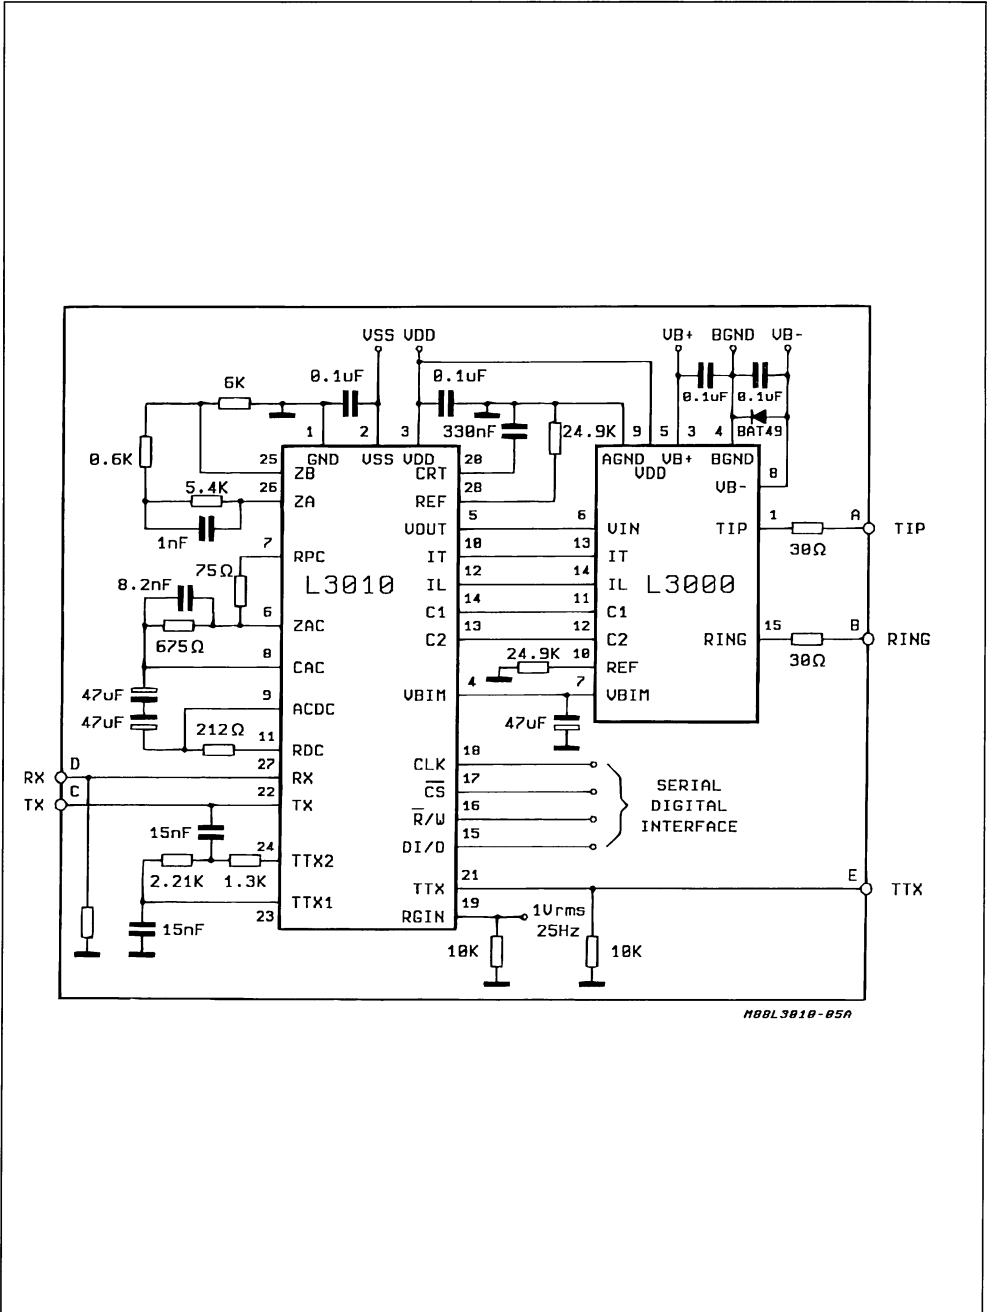 VSS VDD
VB+ BGND VB-
6K
0.1uF
0.1uF
0.1uF 0.1uF
1
2
3
330nF
24.9K
9
5
3
4
BAT49
0.6K
25
GND
VSS VDD
20
AGND
VDD
VB+
BGND
8
ZB
CRT
VB-
5.4K
26
ZA
28
REF
1nF
5
VOUT
6
VIN
TIP
1
30Ω
A
TIP
7
RPC
10
IT
13
IT
75Ω
8.2nF
L3010
12
IL
14
IL
L3000
14
C1
11
C1
6
ZAC
675Ω
13
C2
12
C2
RING
15
30Ω
B
RING
8
CAC
24.9K
10
REF
47uF
47uF
9
ACDC
4
VBIM
7
VBIM
47uF
212Ω
11
RDC
18
CLK
RX
D
27
RX
17
CS
SERIAL
DIGITAL
INTERFACE
TX
C
22
TX
16
R/W
15nF
15
DI/O
24
TTX2
2.21K
1.3K
21
TTX
E
TTX
TTX1
23
19
RGIN
1Vrms
25Hz
15nF
10K
10K
M88L3010-05A